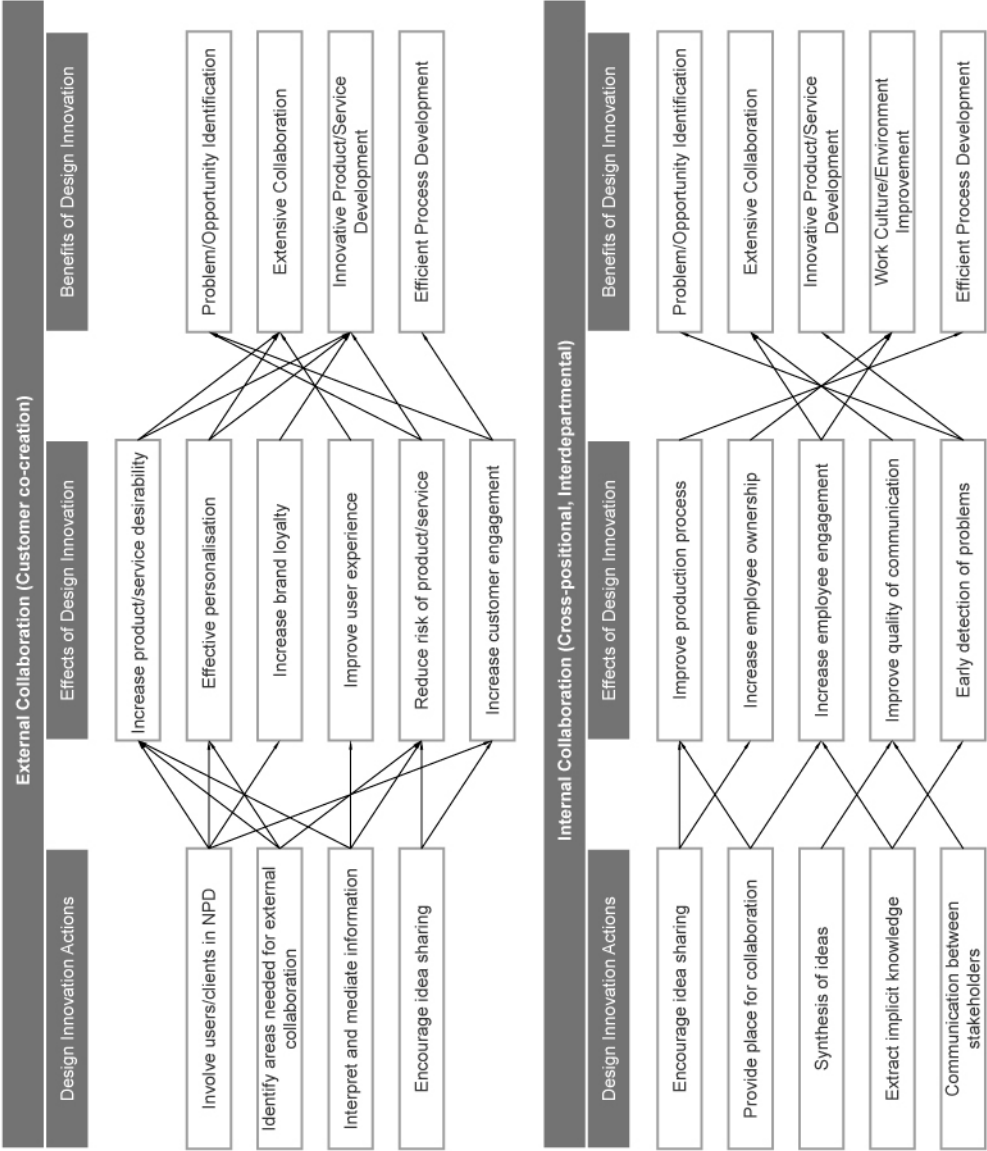 External Collaboration (Customer co-creation)
Design Innovation Actions
Effects of Design Innovation
Benefits of Design Innovation
Involve users/clients in NPD
Identify areas needed for external
collaboration
Interpret and mediate information
Encourage idea sharing
Increase product/service desirability
Effective personalisation
Increase brand loyalty
Improve user experience
Reduce risk of product/service
Increase customer engagement
Problem/Opportunity Identification
Extensive Collaboration
Innovative Product/Service
Development
Efficient Process Development
Internal Collaboration (Cross-positional, Interdepartmental)
Design Innovation Actions
Effects of Design Innovation
Benefits of Design Innovation
Encourage idea sharing
Provide place for collaboration
Synthesis of ideas
Extract implicit knowledge
Communication between
stakeholders
Improve production process
Increase employee ownership
Increase employee engagement
Improve quality of communication
Early detection of problems
Problem/Opportunity Identification
Extensive Collaboration
Innovative Product/Service
Development
Work Culture/Environment
Improvement
Efficient Process Development